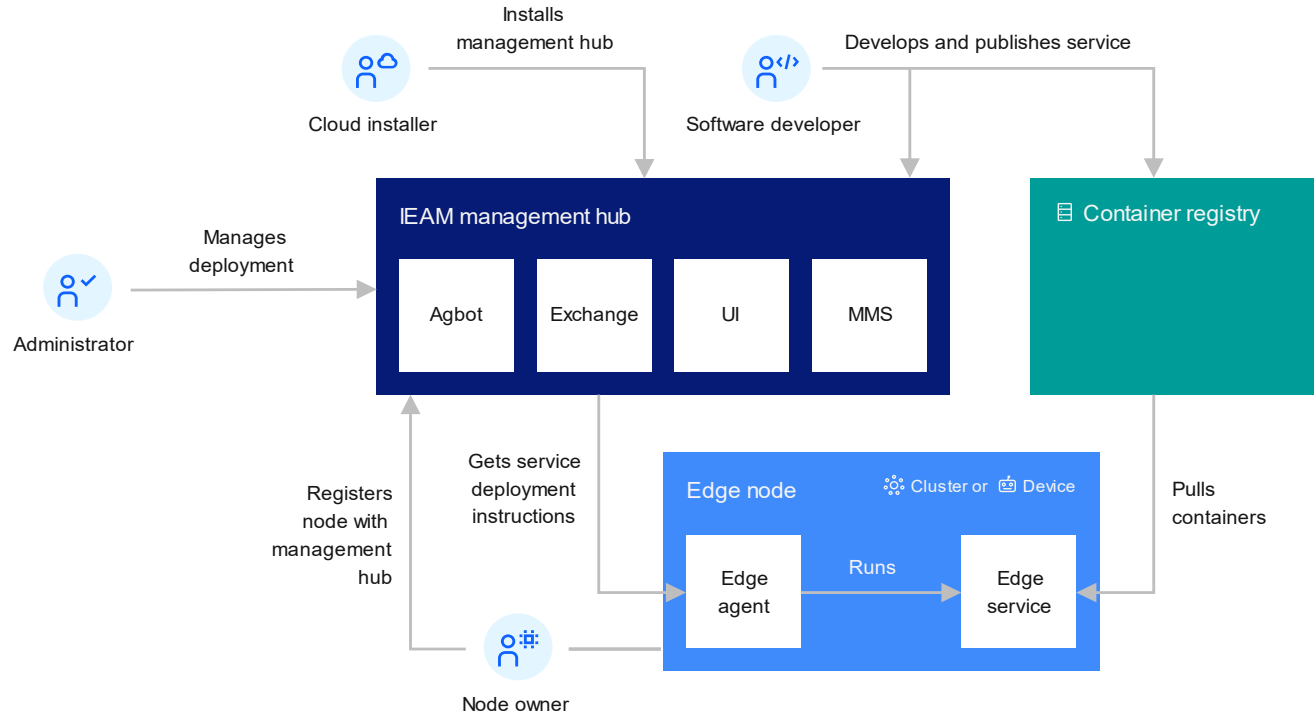 Installs
management hub
Cloud installer
Develops and publishes service
Software developer
Manages
deployment
Administrator
IEAM management hub
Agbot
Exchange
UI
MMS
Container registry
Registers
node with
management
hub
Gets service
deployment
instructions
Edge node
Cluster or
Device
Edge
agent
Runs
Edge
service
Pulls
containers
Node owner